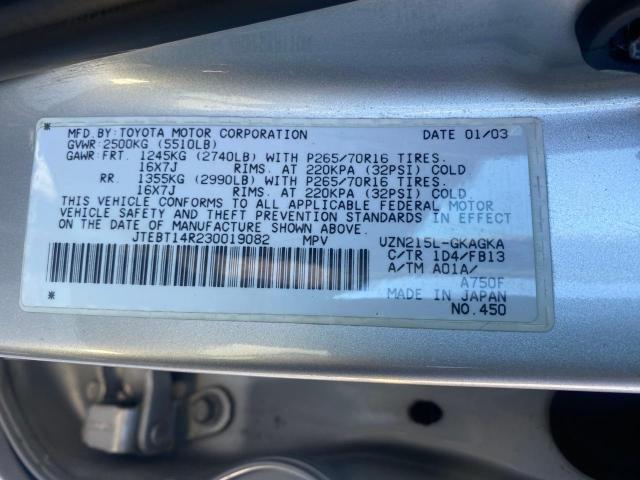 MFD. BY: TOYOTA MOTOR CORPORATION DATE 01/03
GVWR: 2500KG (5510LB)
GAWR: FRT. 1245KG (2740LB) WITH P265/70R16 TIRES.
16X7J RIMS. AT 220KPA (32PSI) COLD
RR. 1355KG (2990LB) WITH P265/70R16 TIRES.
16X7J RIMS. AT 220KPA (32PSI) COLD.
THIS VEHICLE CONFORMS TO ALL APPLICABLE FEDERAL MOTOR
VEHICLE SAFETY AND THEFT PREVENTION STANDARDS IN EFFECT
ON THE DATE OF MANUFACTURE SHOWN ABOVE.
JTEBT14R230019082 MPV UZN215L-GKAGKA
C/TR 1D4/FB13
A/TM A01A/
A750F
MADE IN JAPAN
NO. 450